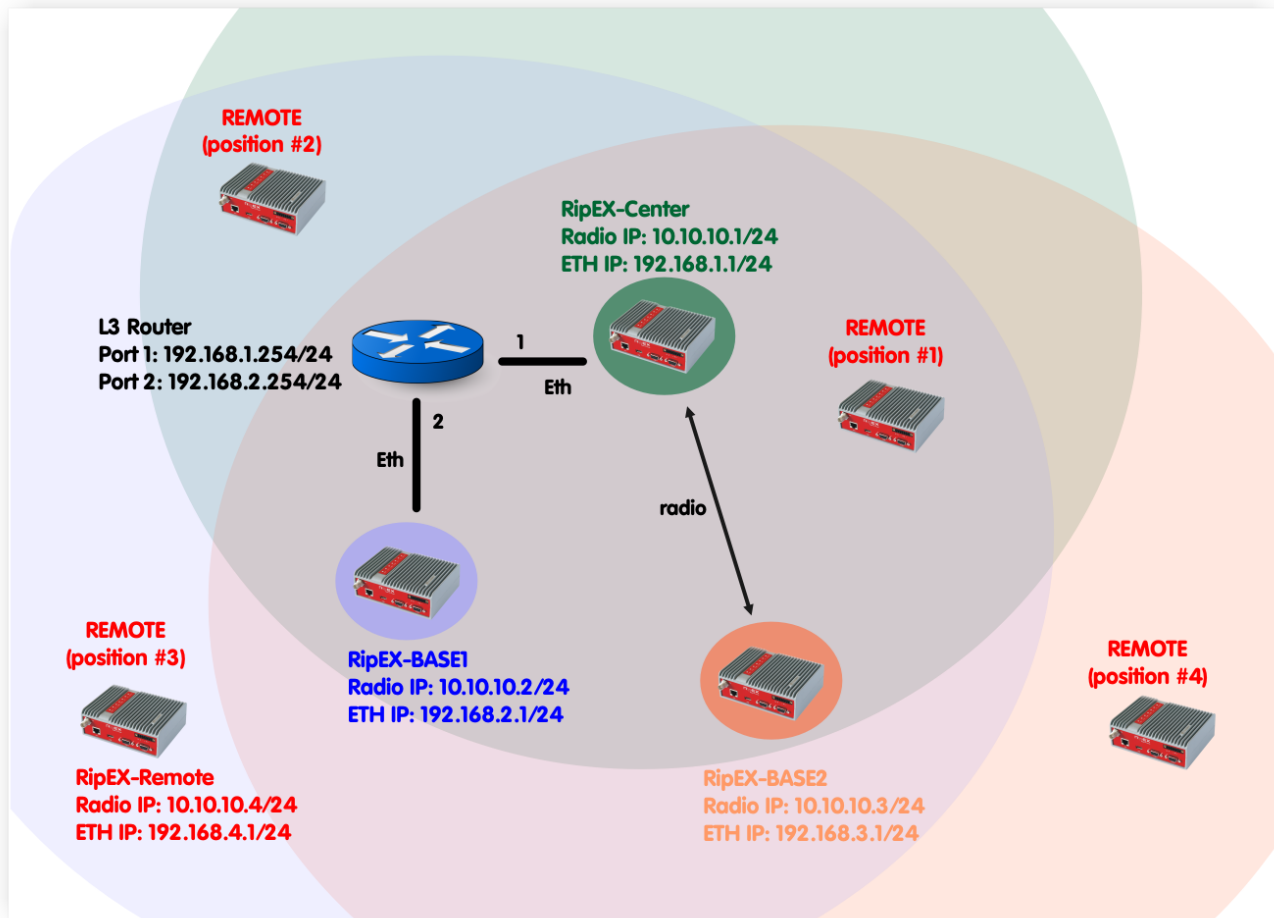 REMOTE
(position #2)
RipEX-Center
Radio IP: 10.10.10.1/24
ETH IP: 192.168.1.1/24
L3 Router
Port 1: 192.168.1.254/24
Port 2: 192.168.2.254/24
1
Eth
2
Eth
REMOTE
(position #1)
radio
RipEX-BASE1
Radio IP: 10.10.10.2/24
ETH IP: 192.168.2.1/24
REMOTE
(position #3)
RipEX-Remote
Radio IP: 10.10.10.4/24
ETH IP: 192.168.4.1/24
RipEX-BASE2
Radio IP: 10.10.10.3/24
ETH IP: 192.168.3.1/24
REMOTE
(position #4)